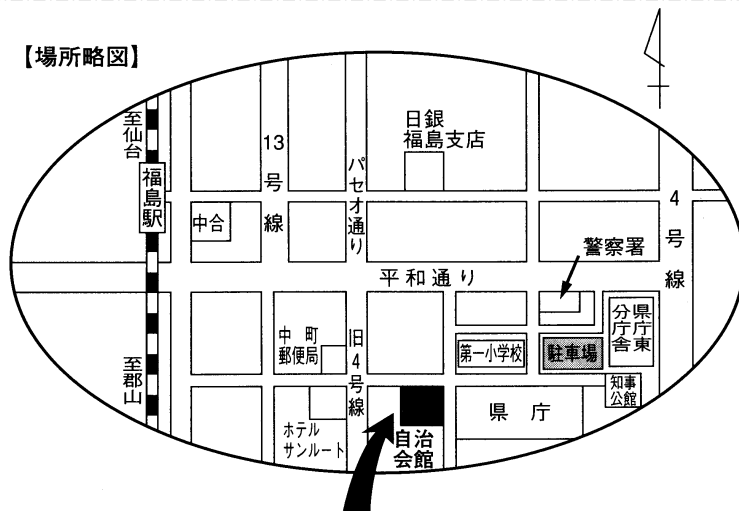 【場所略図】
至仙台
福島駅
至郡山
13号線
中合
パセオ通り
日銀
福島支店
4号線
警察署
平和通り
中町
郵便局
旧4号線
第一小学校
駐車場
県庁東
分庁舎
知事
公館
県庁
ホテル
サンルート
自治
会館